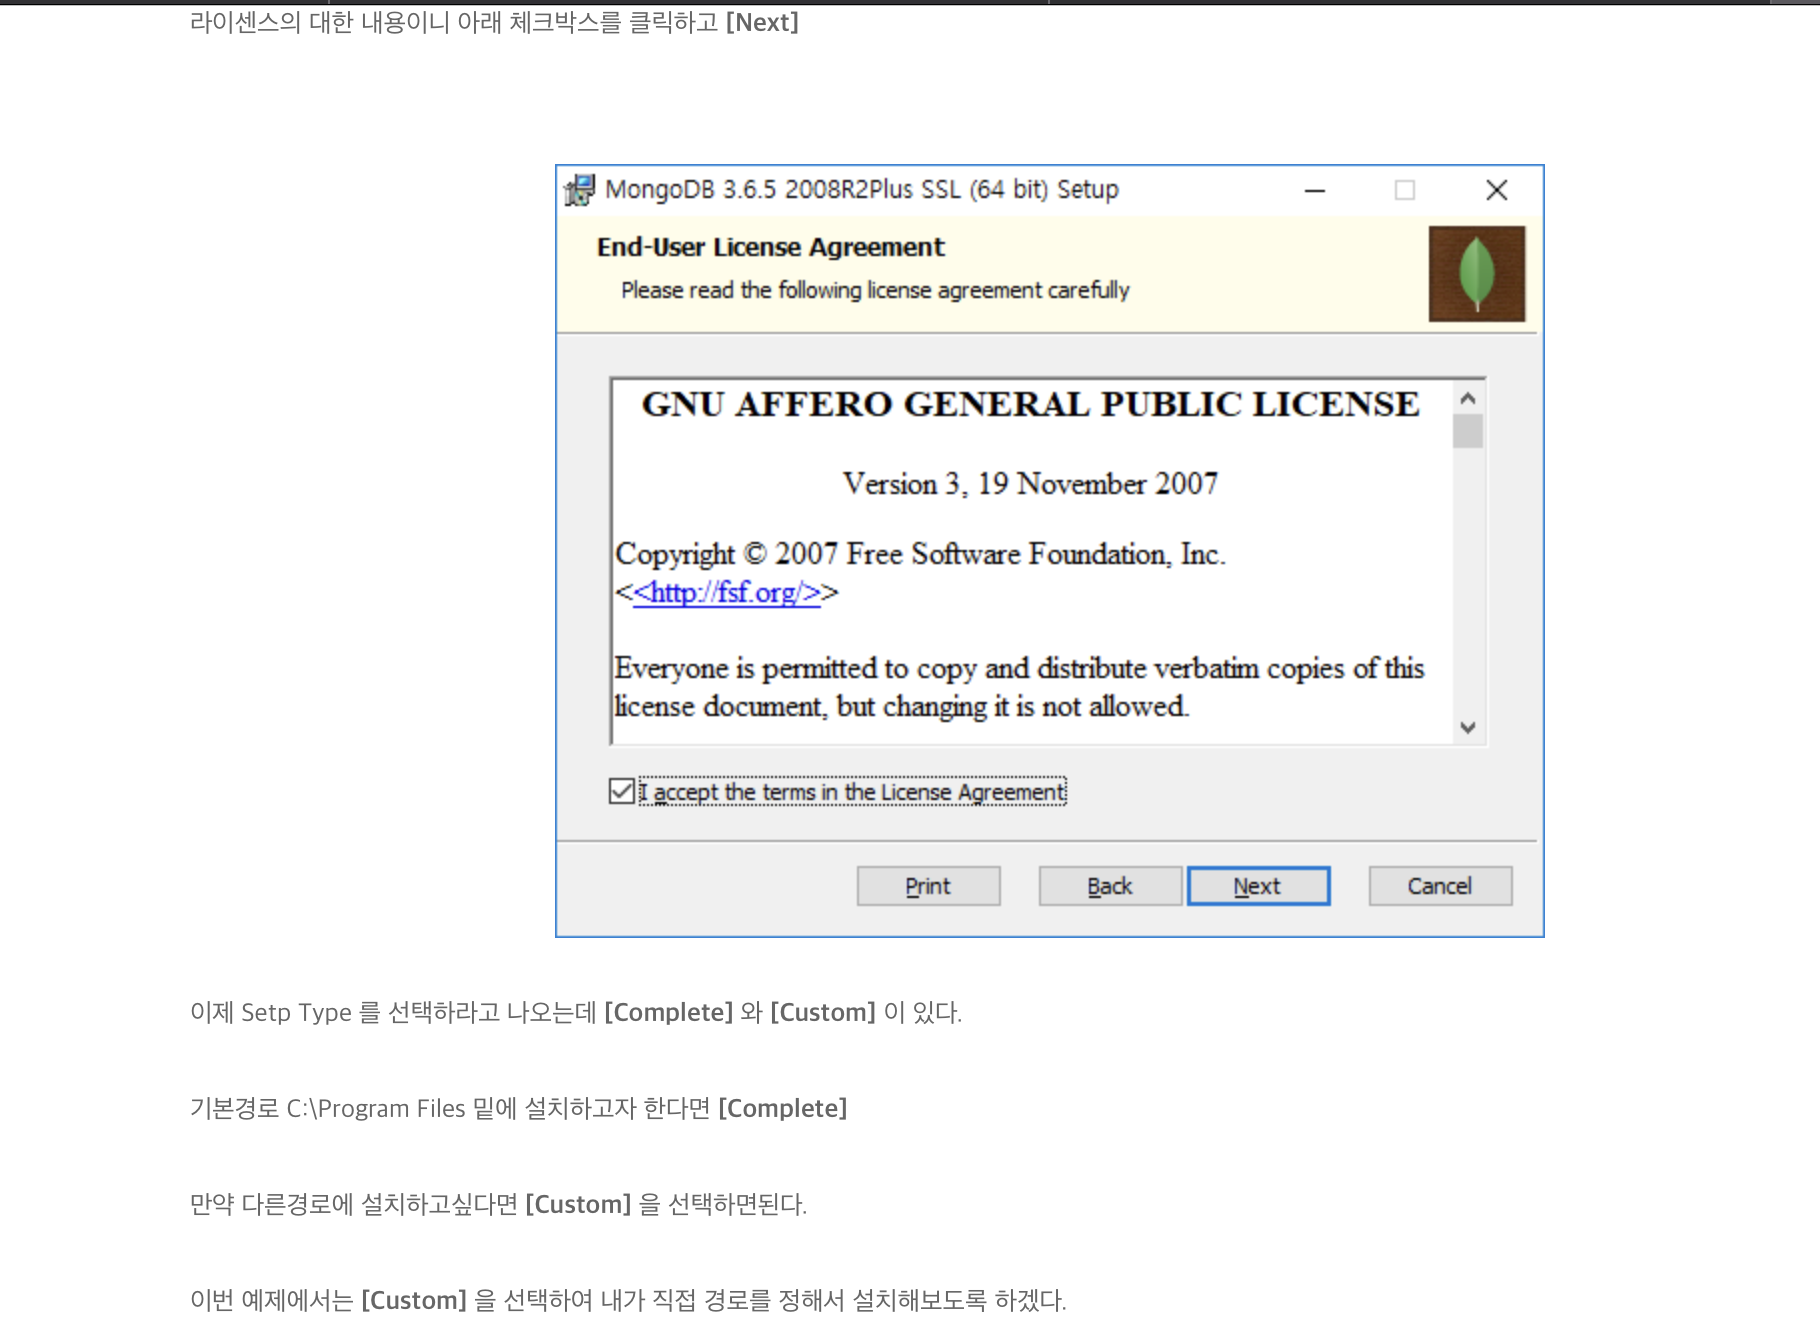 라이센스의 대한 내용이니 아래 체크박스를 클릭하고 [Next]
MongoDB 3.6.5 2008R2Plus SSL (64 bit) Setup
End-User License Agreement
Please read the following license agreement carefully
GNU AFFERO GENERAL PUBLIC LICENSE
Version 3, 19 November 2007
Copyright © 2007 Free Software Foundation, Inc.
<<http://fsf.org/>>
Everyone is permitted to copy and distribute verbatim copies of this
license document, but changing it is not allowed.
I accept the terms in the License Agreement
Print Back Next Cancel
이제 Setp Type 를 선택하라고 나오는데 [Complete] 와 [Custom] 이 있다.
기본경로 C:\Program Files 밑에 설치하고자 한다면 [Complete]
만약 다른경로에 설치하고싶다면 [Custom] 을 선택하면된다.
이번 예제에서는 [Custom] 을 선택하여 내가 직접 경로를 정해서 설치해보도록 하겠다.